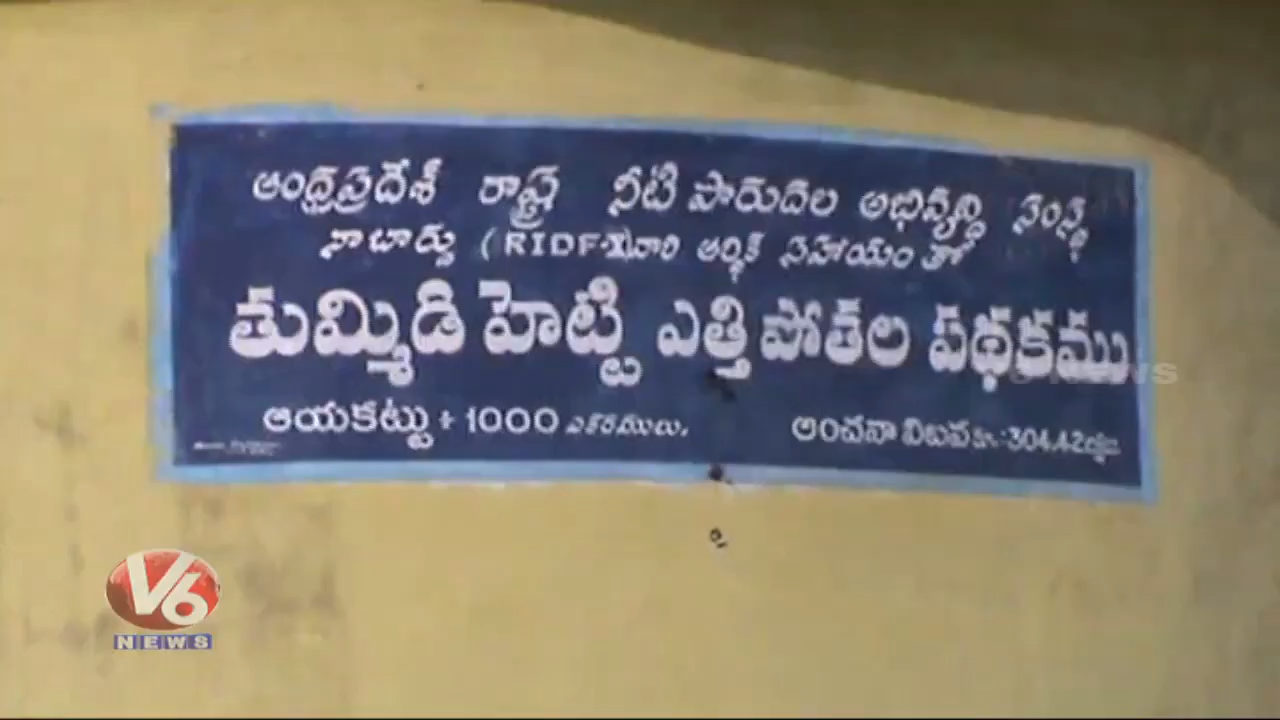 ఆంధ్రప్రదేశ్ రాష్ట్ర నీటి పారుదల అభివృద్ధి సంస్థ
నాబార్డు (RIDF-X) వారి ఆర్థిక సహాయం తో
తుమ్మిడి హెట్టి ఎత్తి పోతల పథకము
ఆయకట్టు : 1000 ఎకరములు.
అంచనా విలువ రూ.: 304.42 లక్షలు
V6
NEWS